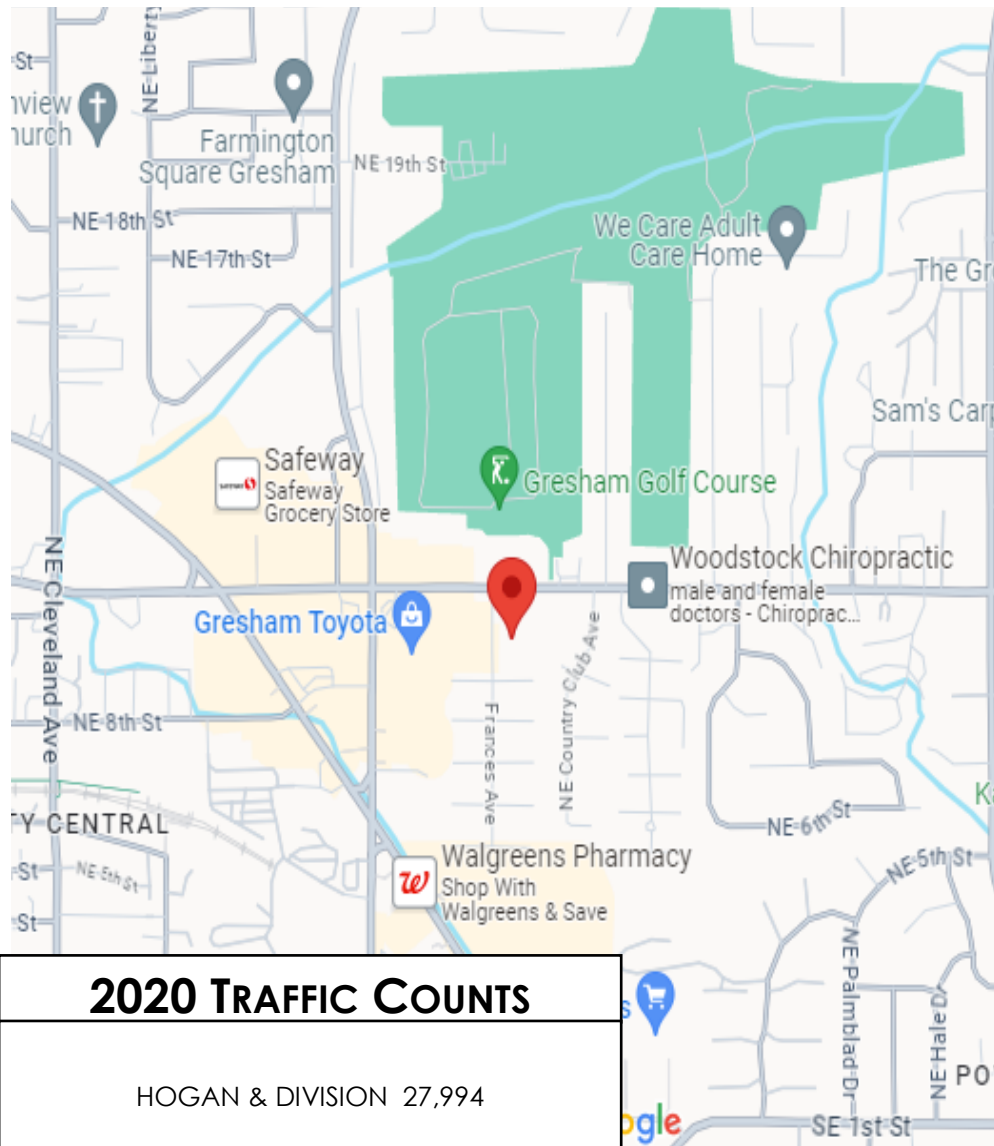 St
NE Liberty
nview
hurch
Farmington
Square Gresham
NE 19th St
NE 18th St
NE 17th St
We Care Adult
Care Home
The Gr
Sam's Carp
Safeway
Safeway
Grocery Store
Gresham Golf Course
NE Cleveland Ave
Woodstock Chiropractic
male and female
doctors - Chiroprac...
Gresham Toyota
Frances Ave
NE Country Club Ave
NE 8th St
TY CENTRAL
NE 6th St
K
St
NE 5th St
Walgreens Pharmacy
Shop With
Walgreens & Save
NE 5th St
St
NE Palmblad Dr
NE Hale Dr
2020 TRAFFIC COUNTS
s
PO
HOGAN & DIVISION 27,994
ogle
SE 1st St